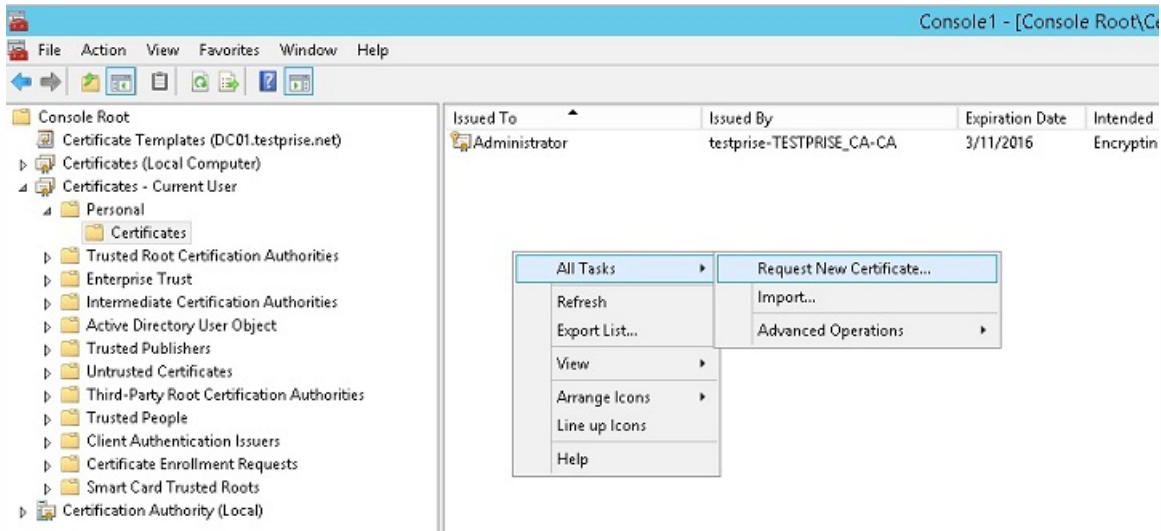 Console1 - [Console Root\Ce
File Action View Favorites Window Help
Console Root
Certificate Templates (DC01.testprise.net)
Certificates (Local Computer)
Certificates - Current User
Personal
Certificates
Trusted Root Certification Authorities
Enterprise Trust
Intermediate Certification Authorities
Active Directory User Object
Trusted Publishers
Untrusted Certificates
Third-Party Root Certification Authorities
Trusted People
Client Authentication Issuers
Certificate Enrollment Requests
Smart Card Trusted Roots
Certification Authority (Local)
Issued To Issued By Expiration Date Intended
Administrator testprise-TESTPRISE_CA-CA 3/11/2016 Encryptin
All Tasks
Refresh
Export List...
View
Arrange Icons
Line up Icons
Help
Request New Certificate...
Import...
Advanced Operations